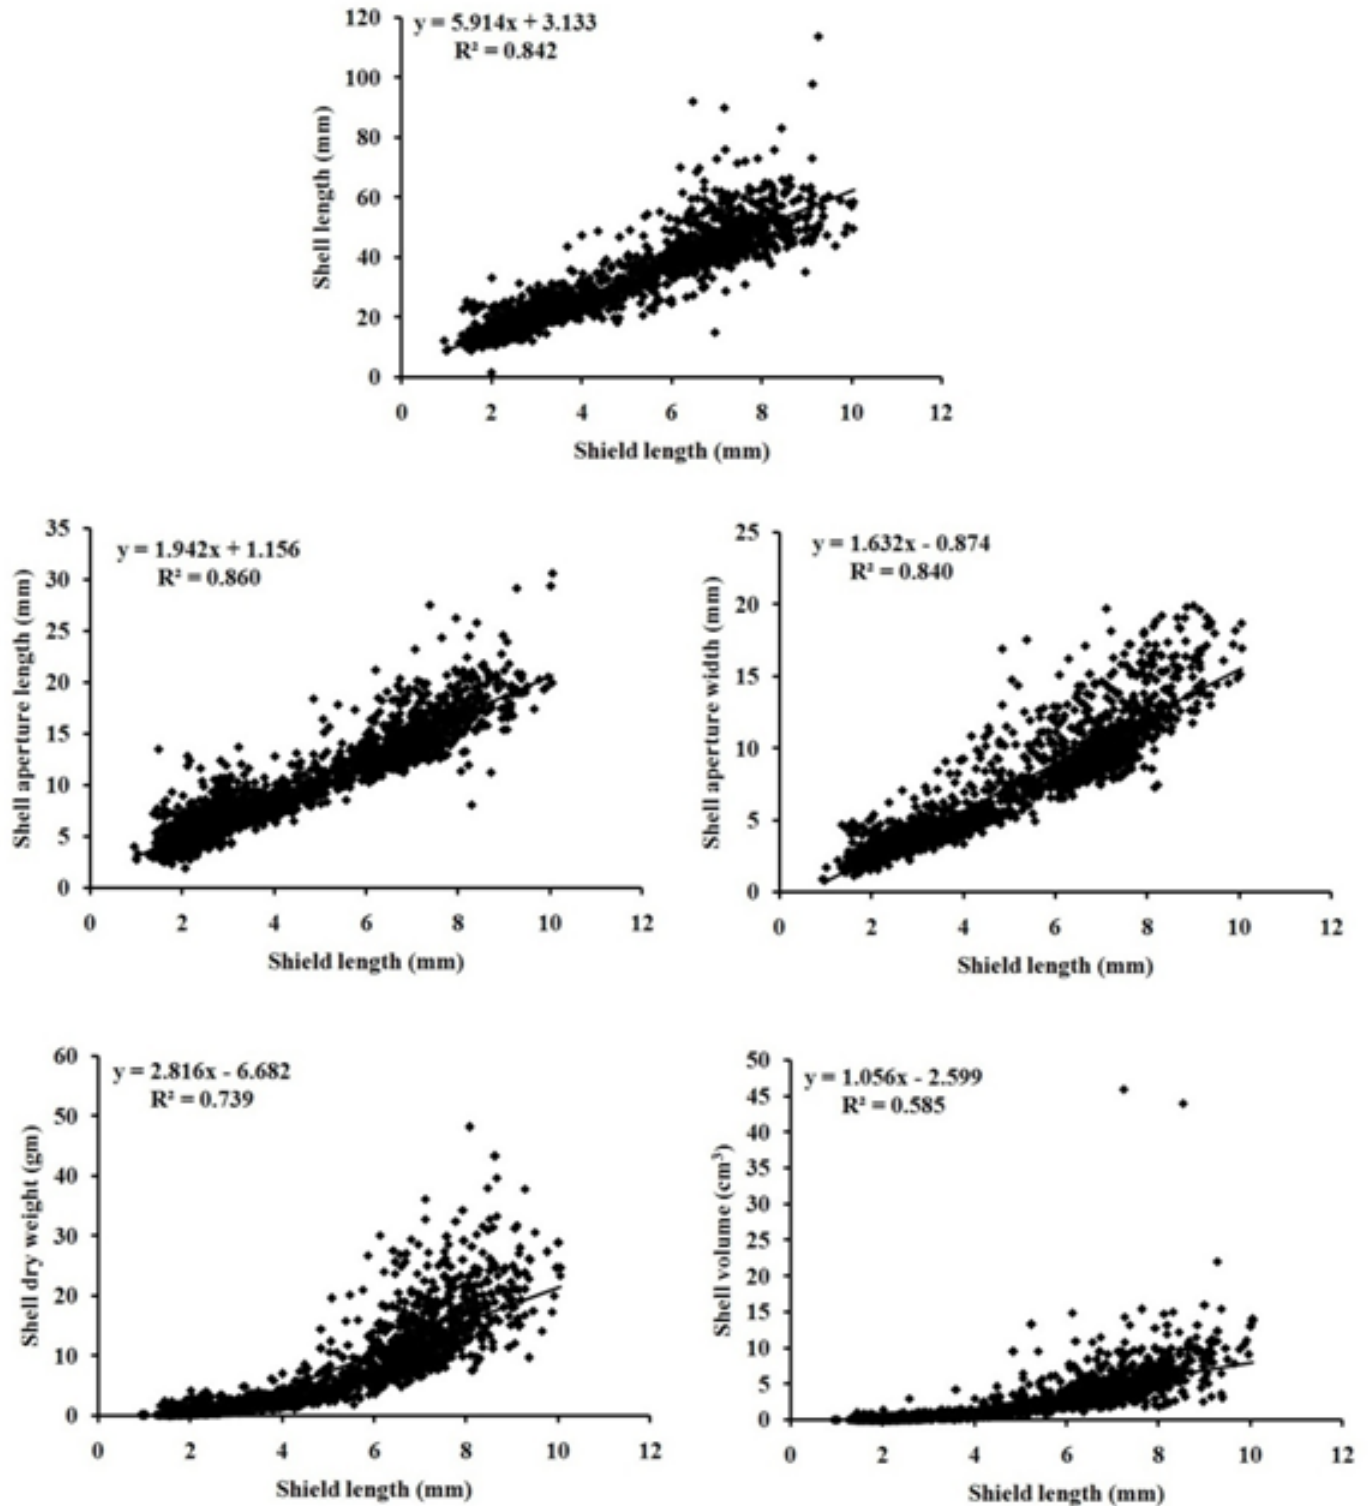 y = 5.914x + 3.133
R² = 0.842
120
100
80
60
40
20
0
Shell length (mm)
0 2 4 6 8 10 12
Shield length (mm)
y = 1.942x + 1.156
R² = 0.860
35
30
25
20
15
10
5
0
Shell aperture length (mm)
0 2 4 6 8 10 12
Shield length (mm)
y = 1.632x - 0.874
R² = 0.840
25
20
15
10
5
0
Shell aperture width (mm)
0 2 4 6 8 10 12
Shield length (mm)
y = 2.816x - 6.682
R² = 0.739
60
50
40
30
20
10
0
Shell dry weight (gm)
0 2 4 6 8 10 12
Shield length (mm)
y = 1.056x - 2.599
R² = 0.585
50
45
40
35
30
25
20
15
10
5
0
Shell volume (cm³)
0 2 4 6 8 10 12
Shield length (mm)